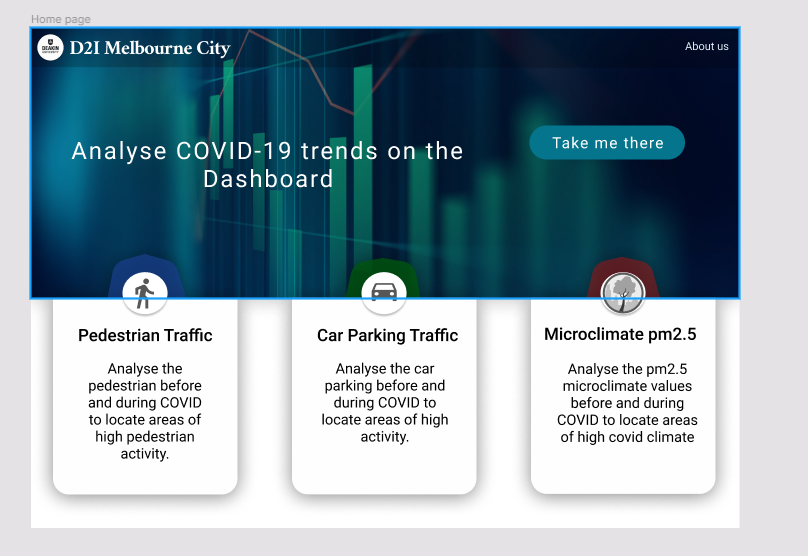 Home page
DEAKIN
D2I Melbourne City
About us
Analyse COVID-19 trends on the
Dashboard
Take me there
Pedestrian Traffic
Analyse the
pedestrian before
and during COVID
to locate areas of
high pedestrian
activity.
Car Parking Traffic
Analyse the car
parking before and
during COVID to
locate areas of high
activity.
Microclimate pm2.5
Analyse the pm2.5
microclimate values
before and during
COVID to locate areas
of high covid climate